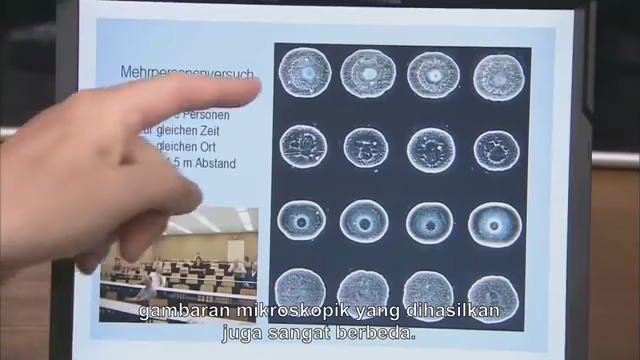 Mehrpersonenversuch
Personen
gleichen Zeit
gleichen Ort
5 m Abstand
gambaran mikroskopik yang dihasilkan
juga sangat berbeda.